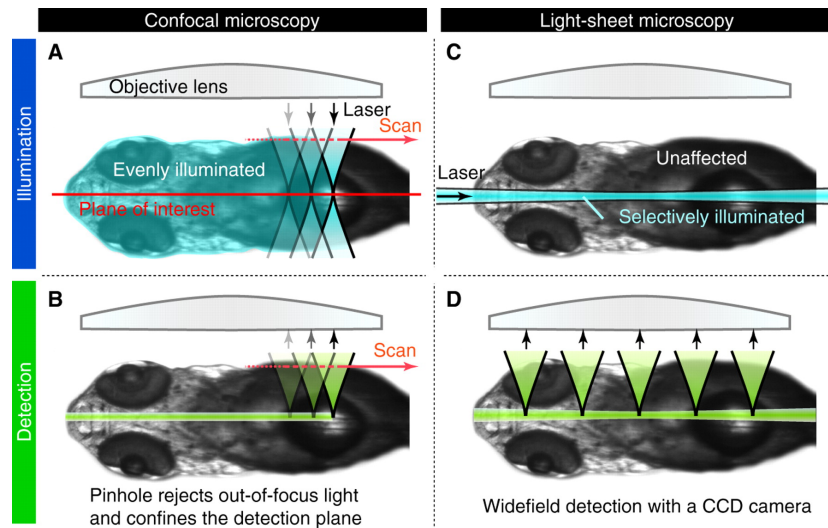 Confocal microscopy
Light-sheet microscopy
Illumination
A
Objective lens
Laser
Scan
Evenly illuminated
Plane of interest
C
Laser
Unaffected
Selectively illuminated
Detection
B
Scan
Pinhole rejects out-of-focus light
and confines the detection plane
D
Widefield detection with a CCD camera